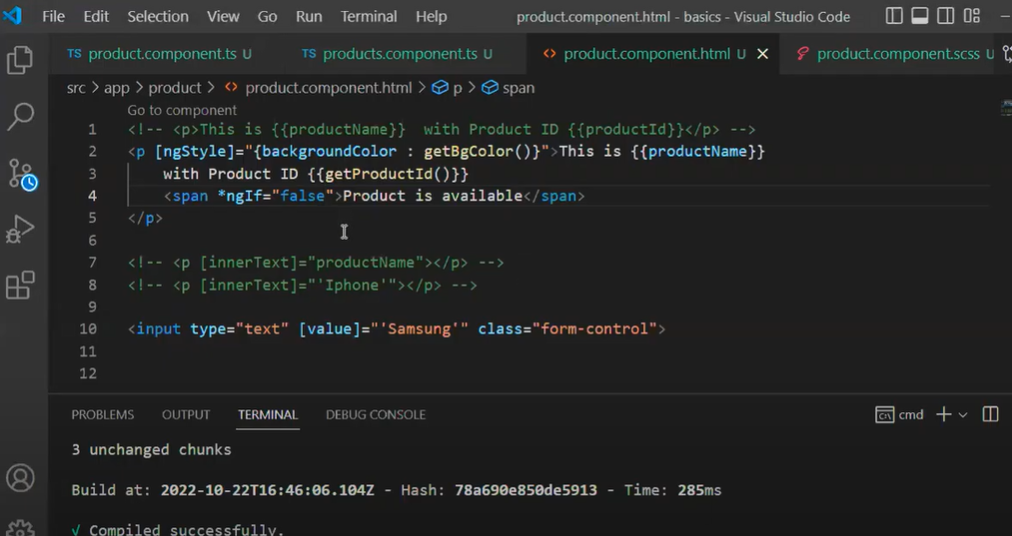 File Edit Selection View Go Run Terminal Help product.component.html - basics - Visual Studio Code
TS product.component.ts U TS products.component.ts U <> product.component.html U product.component.scss U
src > app > product > <> product.component.html > p > span
Go to component
1 <!-- <p>This is {{productName}}  with Product ID {{productId}}</p> -->
2 <p [ngStyle]="{backgroundColor : getBgColor()}">This is {{productName}}
3     with Product ID {{getProductId()}}
4     <span *ngIf="false">Product is available</span>
5 </p>
6
7 <!-- <p [innerText]="productName"></p> -->
8 <!-- <p [innerText]="'Iphone'"></p> -->
9
10 <input type="text" [value]="'Samsung'" class="form-control">
11
12
PROBLEMS OUTPUT TERMINAL DEBUG CONSOLE cmd
3 unchanged chunks
Build at: 2022-10-22T16:46:06.104Z - Hash: 78a690e850de5913 - Time: 285ms
√ Compiled successfully.